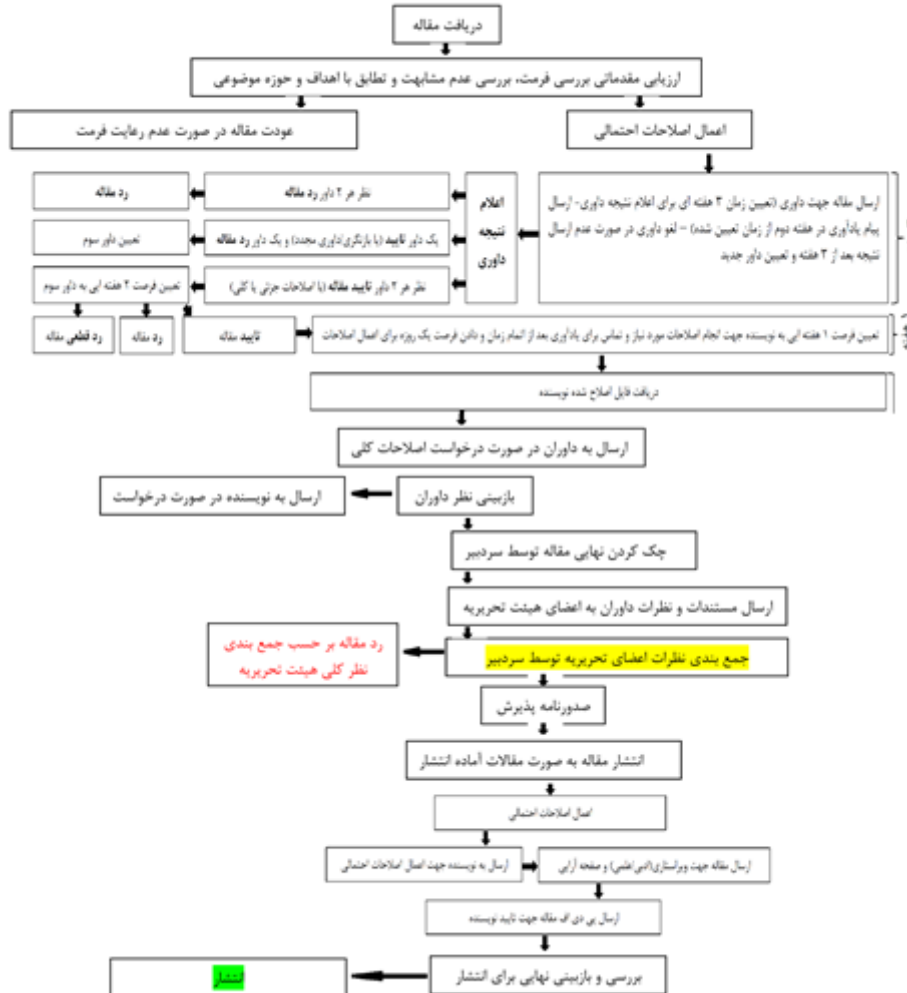 دریافت مقاله
ارزیابی مقدماتی بررسی فرمت، بررسی عدم مشابهت و تطابق با اهداف و حوزه موضوعی
اعمال اصلاحات احتمالی
عودت مقاله در صورت عدم رعایت فرمت
ارسال مقاله جهت داوری (تعیین زمان ۳ هفته ای برای اعلام نتیجه داوری- ارسال
پیام یادآوری در هفته دوم از زمان تعیین شده) – لغو داوری در صورت عدم ارسال
نتیجه بعد از ۳ هفته و تعیین داور جدید
اعلام
نتیجه
داوری
نظر هر ۲ داور رد مقاله
رد مقاله
یک داور تایید (با بازنگری/داوری مجدد) و یک داور رد مقاله
تعیین داور سوم
نظر هر ۲ داور تایید مقاله (با اصلاحات جزئی یا کلی)
تعیین فرصت ۲ هفته ایی به داور سوم
تعیین فرصت ۱ هفته ایی به نویسنده جهت انجام اصلاحات مورد نیاز و تماس برای یادآوری بعد از اتمام زمان و دادن فرصت یک روزه برای اعمال اصلاحات
تایید مقاله
رد مقاله
رد قطعی مقاله
دریافت فایل اصلاح شده نویسنده
ارسال به داوران در صورت درخواست اصلاحات کلی
بازبینی نظر داوران
ارسال به نویسنده در صورت درخواست
چک کردن نهایی مقاله توسط سردبیر
ارسال مستندات و نظرات داوران به اعضای هیئت تحریریه
جمع بندی نظرات اعضای تحریریه توسط سردبیر
رد مقاله بر حسب جمع بندی
نظر کلی هیئت تحریریه
صدورنامه پذیرش
انتشار مقاله به صورت مقالات آماده انتشار
اعمال اصلاحات احتمالی
ارسال به نویسنده جهت اعمال اصلاحات احتمالی
ارسال مقاله جهت ویراستاری(ادبی/علمی) و صفحه آرایی
ارسال پی دی اف مقاله جهت تایید نویسنده
بررسی و بازبینی نهایی برای انتشار
انتشار